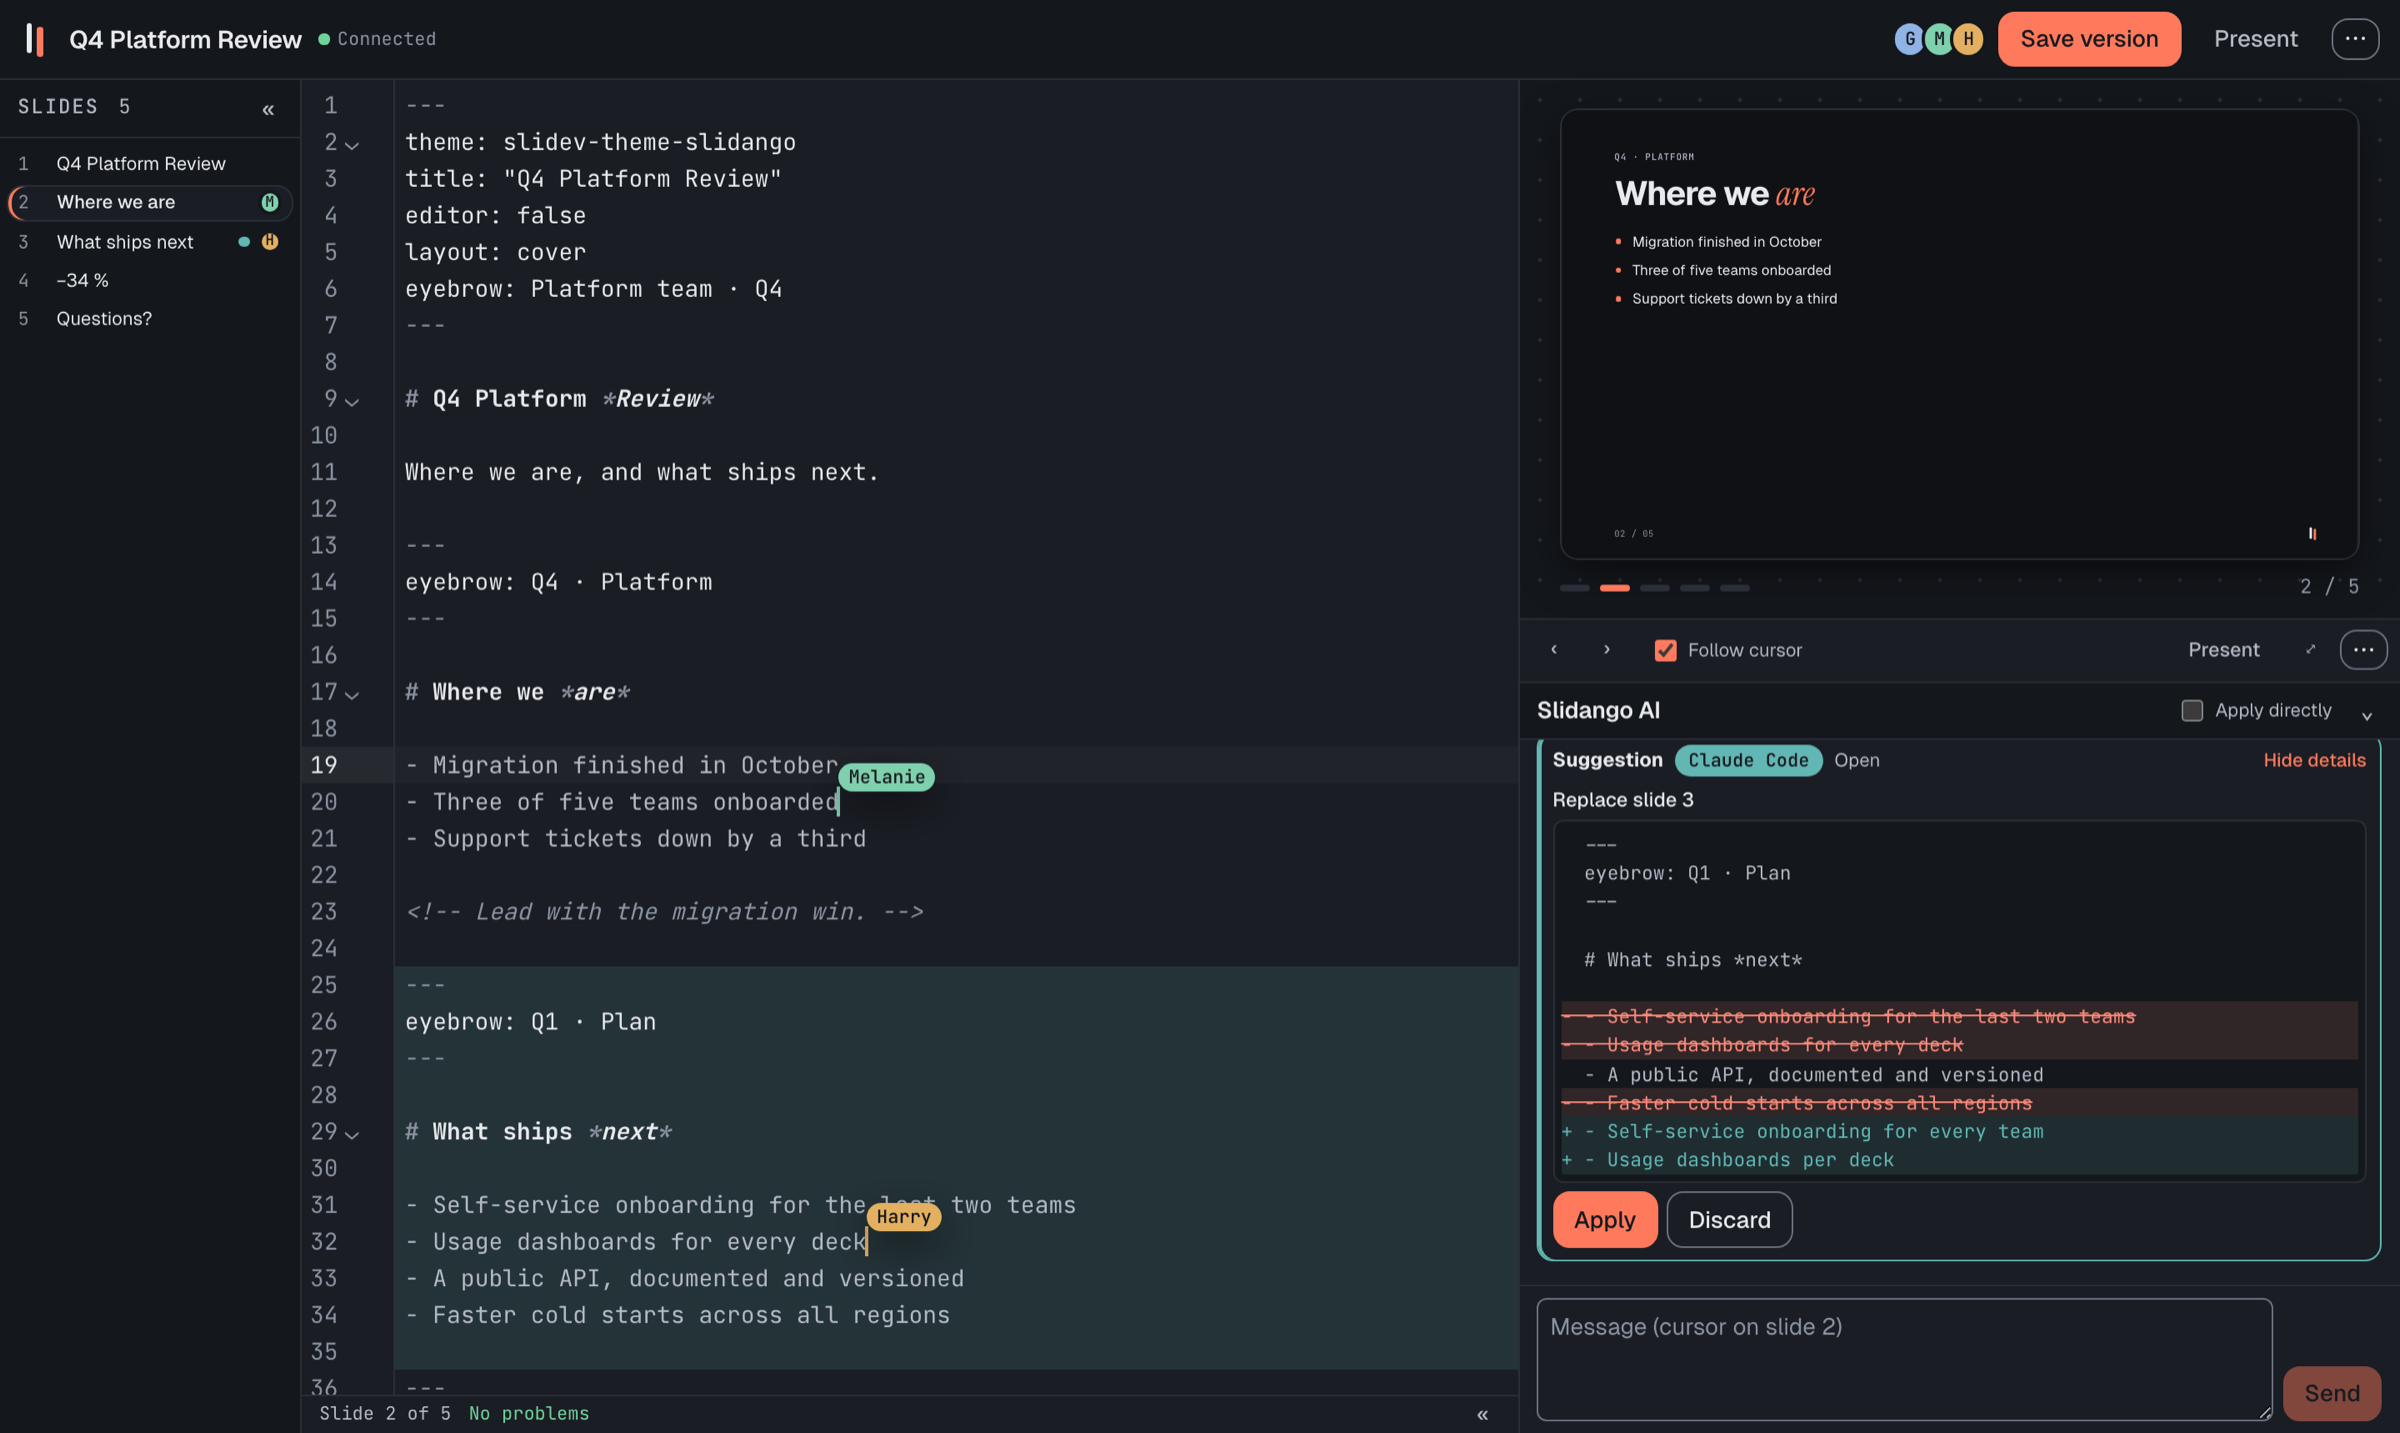 Q4 Platform Review
Connected
G M H
Save version
Present
SLIDES 5
1 Q4 Platform Review
2 Where we are M
3 What ships next H
4 −34 %
5 Questions?
1 ---
2 theme: slidev-theme-slidango
3 title: "Q4 Platform Review"
4 editor: false
5 layout: cover
6 eyebrow: Platform team · Q4
7 ---
8
9 # Q4 Platform *Review*
10
11 Where we are, and what ships next.
12
13 ---
14 eyebrow: Q4 · Platform
15 ---
16
17 # Where we *are*
18
19 - Migration finished in October
Melanie
20 - Three of five teams onboarded
21 - Support tickets down by a third
22
23 <!-- Lead with the migration win. -->
24
25 ---
26 eyebrow: Q1 · Plan
27 ---
28
29 # What ships *next*
30
31 - Self-service onboarding for the last two teams
Harry
32 - Usage dashboards for every deck
33 - A public API, documented and versioned
34 - Faster cold starts across all regions
35
36 ---
Slide 2 of 5 No problems
Q4 · PLATFORM
Where we are
Migration finished in October
Three of five teams onboarded
Support tickets down by a third
02 / 05
2 / 5
Follow cursor
Present
Slidango AI
Apply directly
Suggestion Claude Code Open
Hide details
Replace slide 3
---
eyebrow: Q1 · Plan
---
# What ships *next*
- - Self-service onboarding for the last two teams
- - Usage dashboards for every deck
- A public API, documented and versioned
- - Faster cold starts across all regions
+ - Self-service onboarding for every team
+ - Usage dashboards per deck
Apply
Discard
Message (cursor on slide 2)
Send